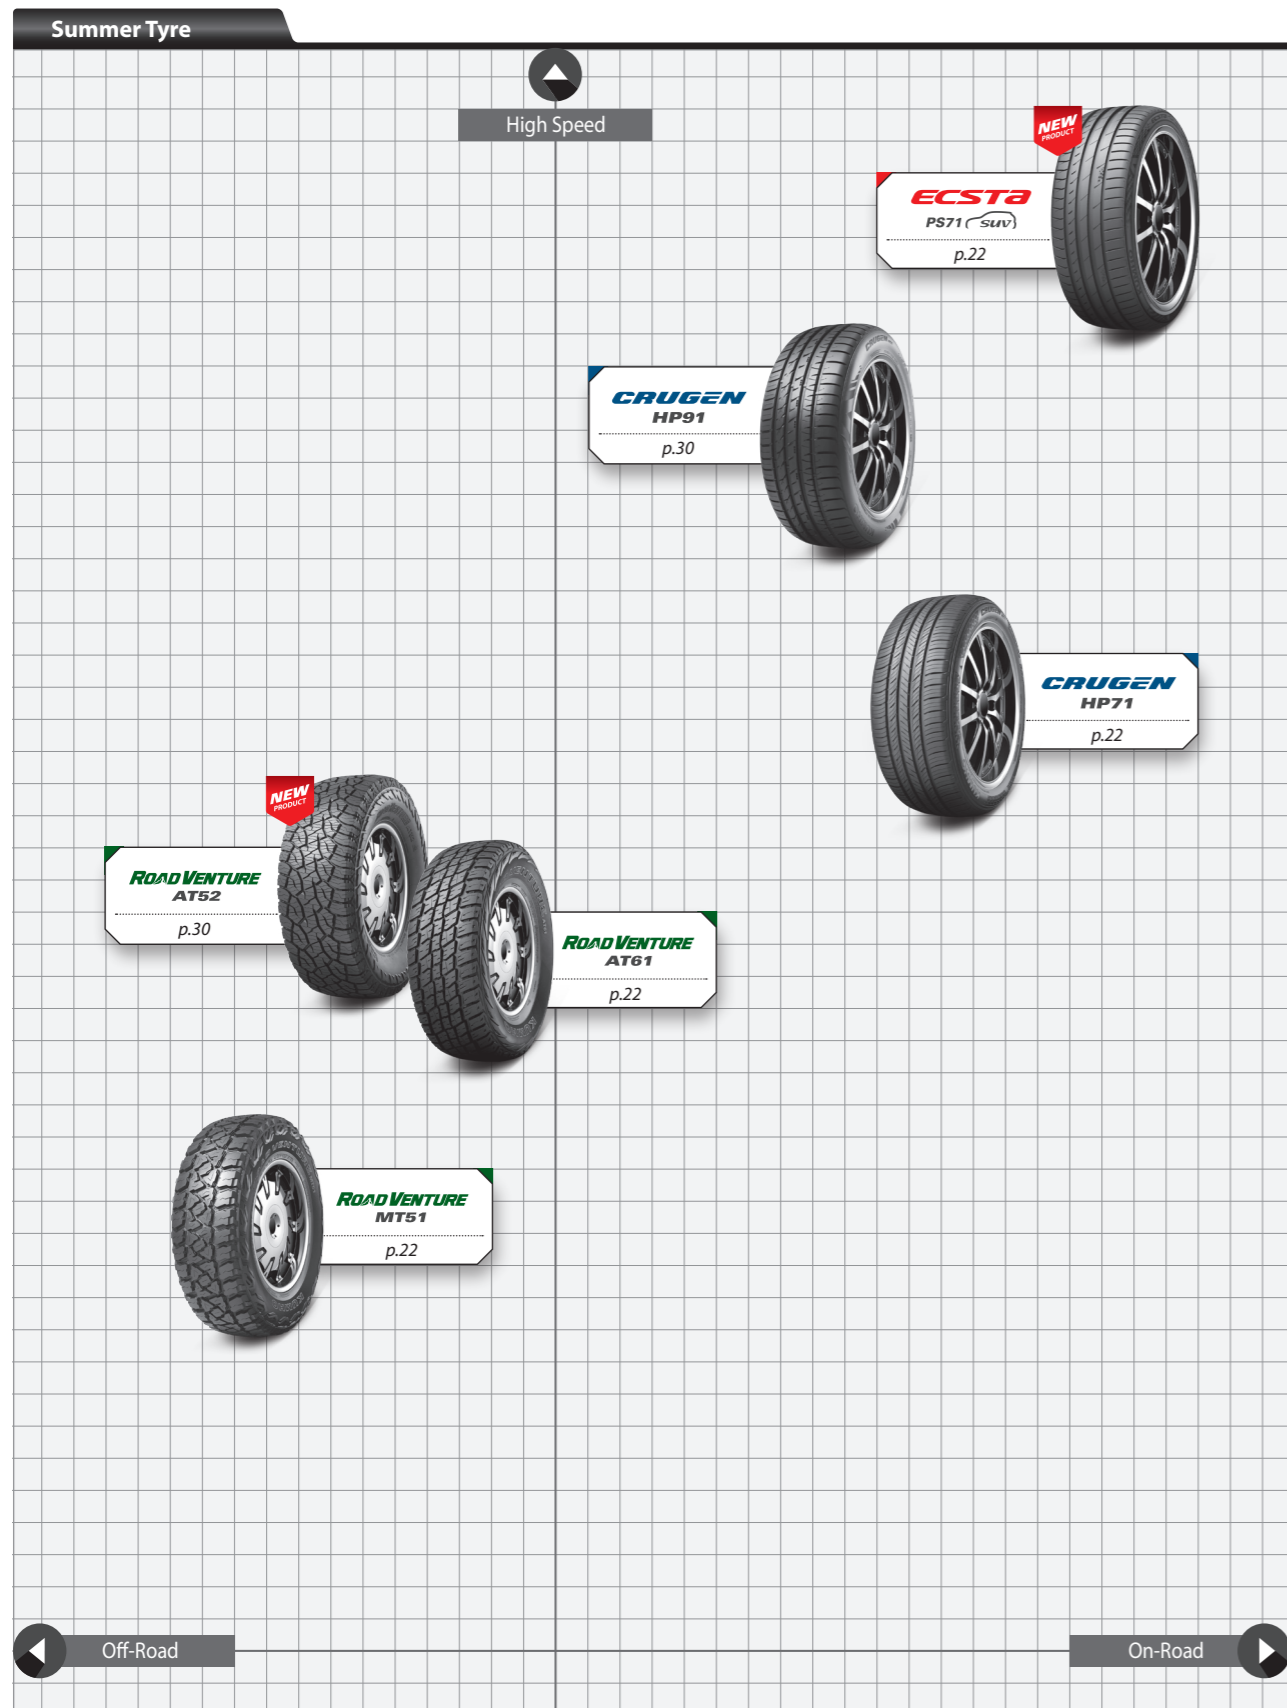 Summer Tyre
High Speed
NEW
PRODUCT
ECSTA
PS71 SUV
p.22
CRUGEN
HP91
p.30
CRUGEN
HP71
p.22
NEW
PRODUCT
ROAD VENTURE
AT52
p.30
ROAD VENTURE
AT61
p.22
ROAD VENTURE
MT51
p.22
Off-Road
On-Road